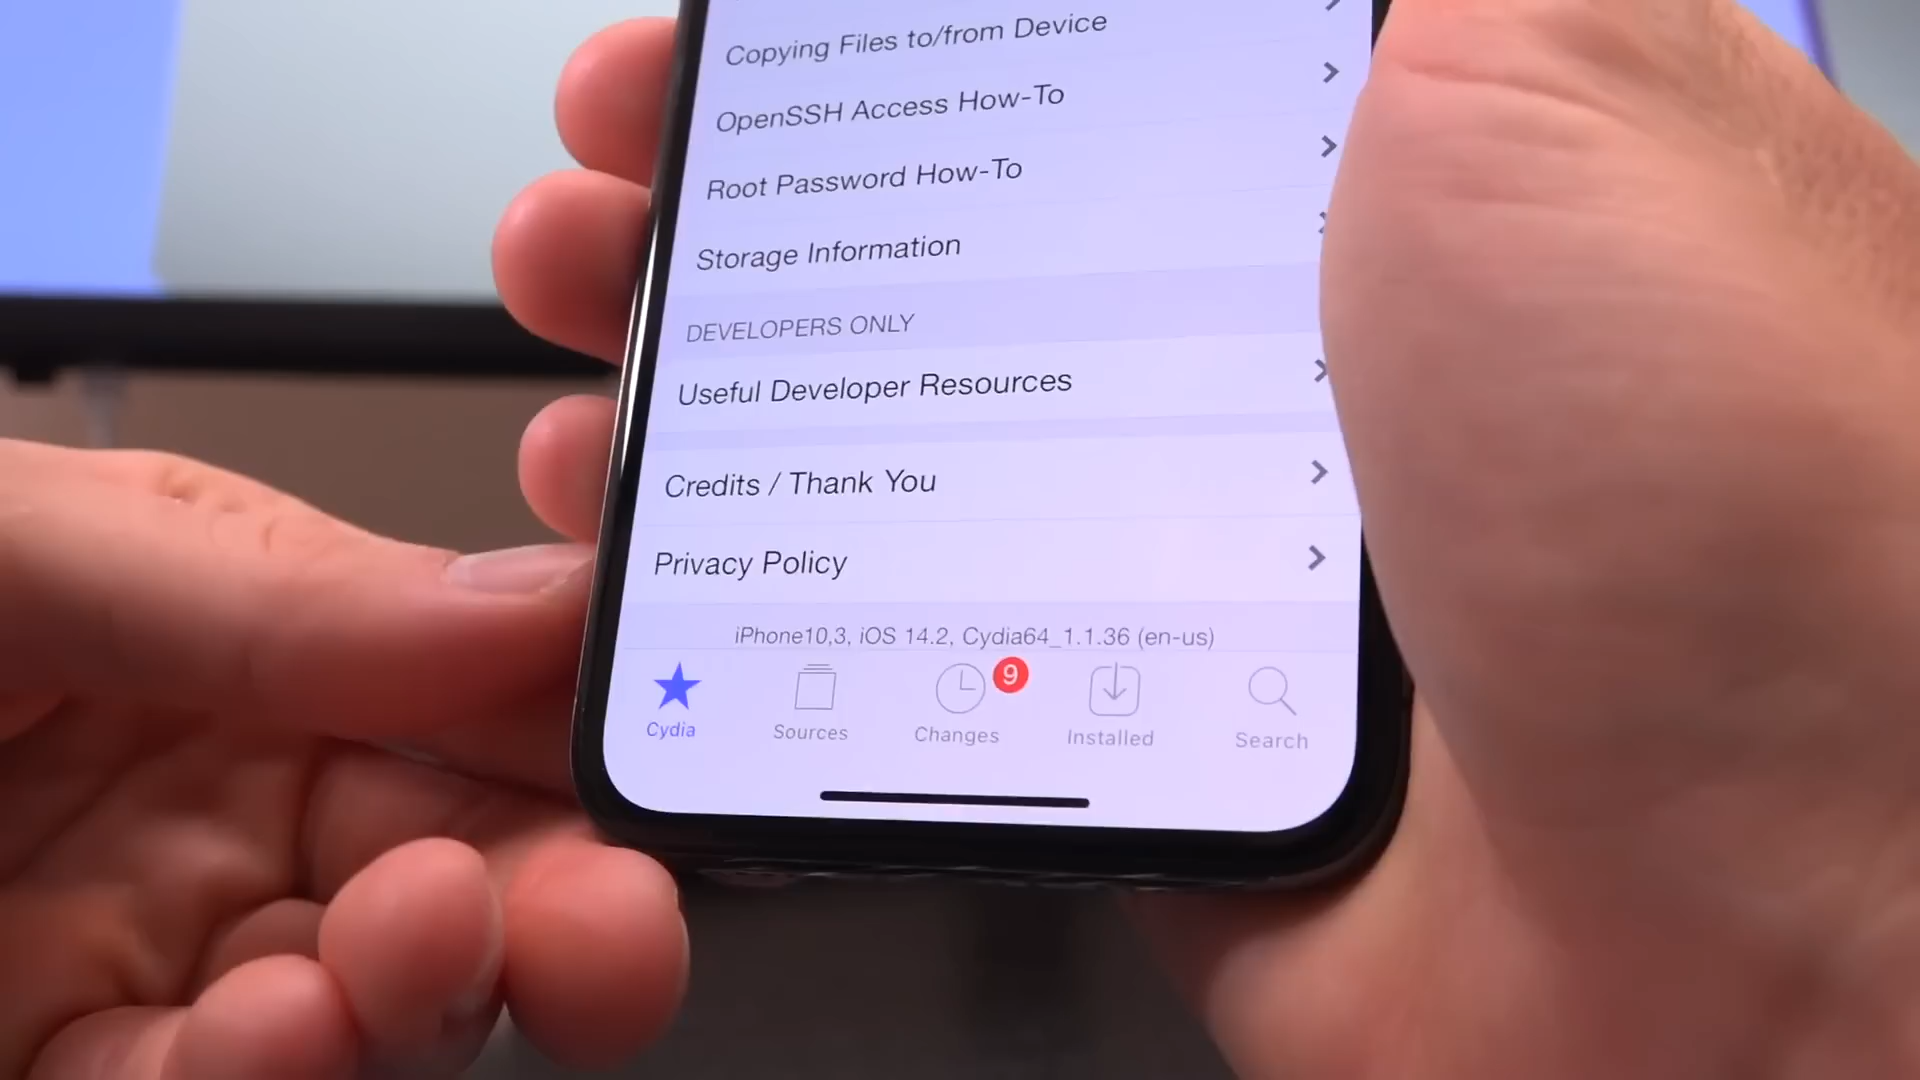 Copying Files to/from Device
OpenSSH Access How-To
Root Password How-To
Storage Information
DEVELOPERS ONLY
Useful Developer Resources
Credits / Thank You
Privacy Policy
iPhone10,3, iOS 14.2, Cydia64_1.1.36 (en-us)
9
Cydia Sources Changes Installed Search